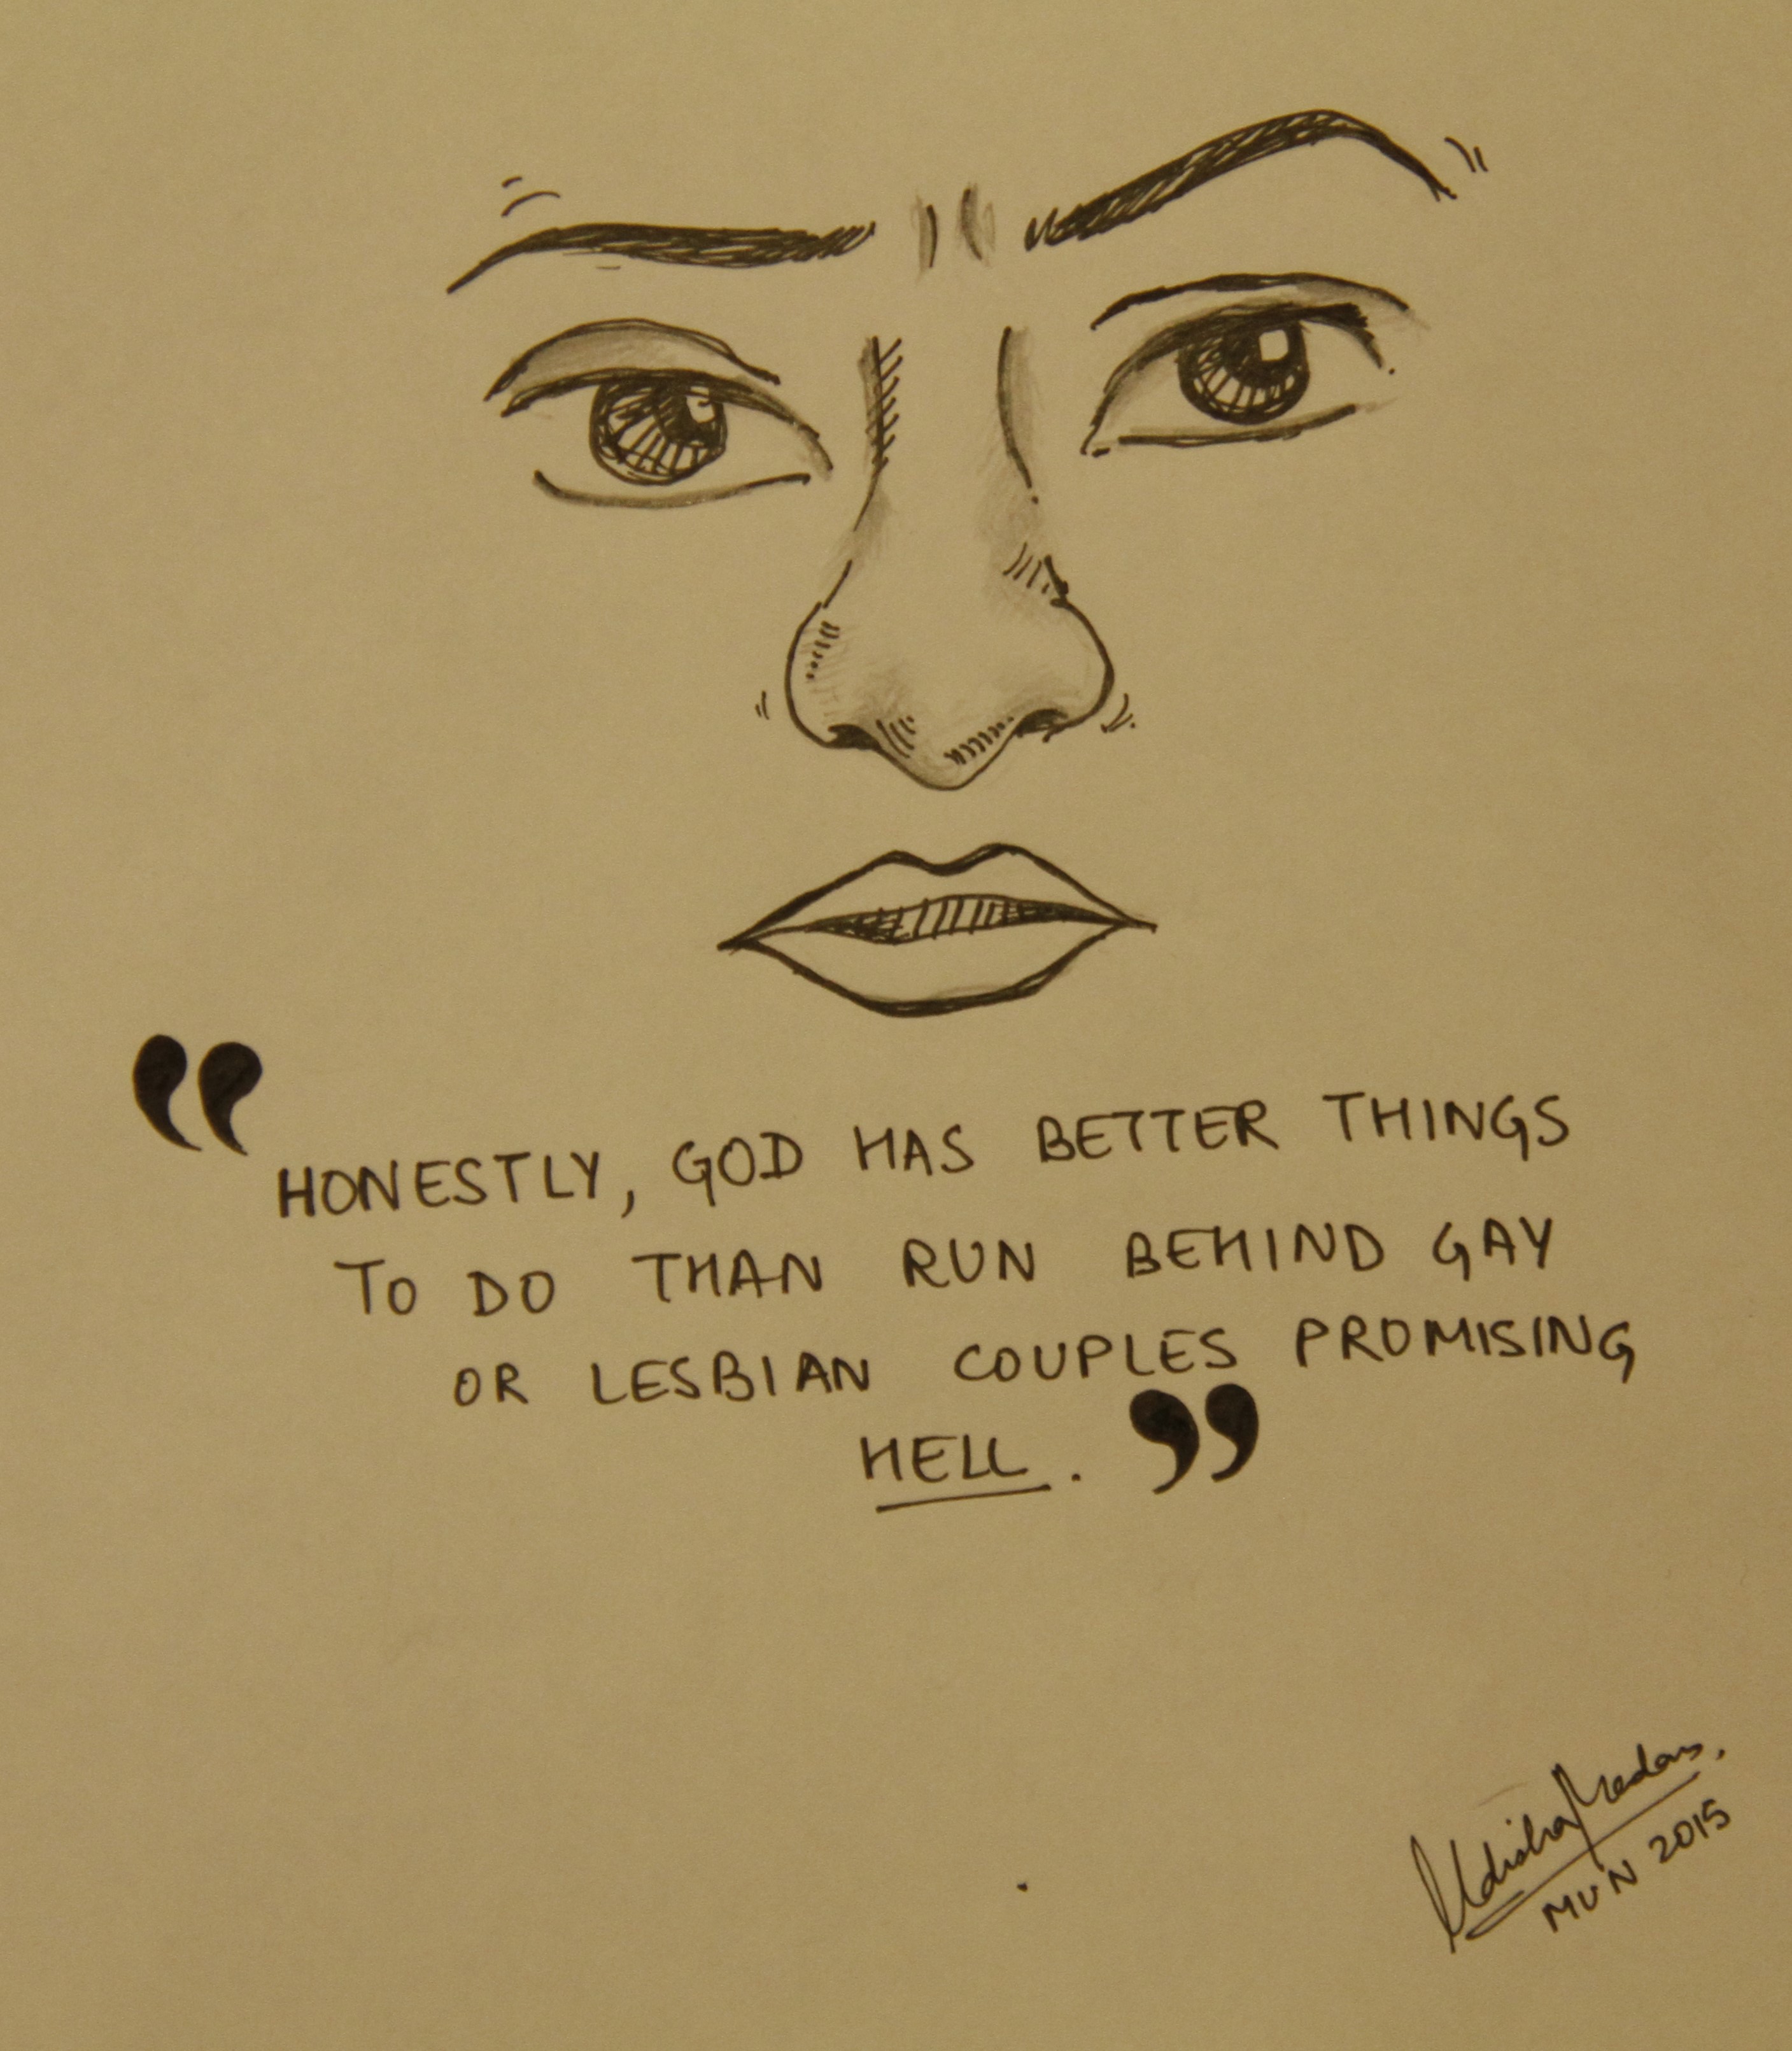 “ HONESTLY, GOD HAS BETTER THINGS
TO DO THAN RUN BEHIND GAY
OR LESBIAN COUPLES PROMISING
HELL. ”
Udisha Madan.
MUN 2015